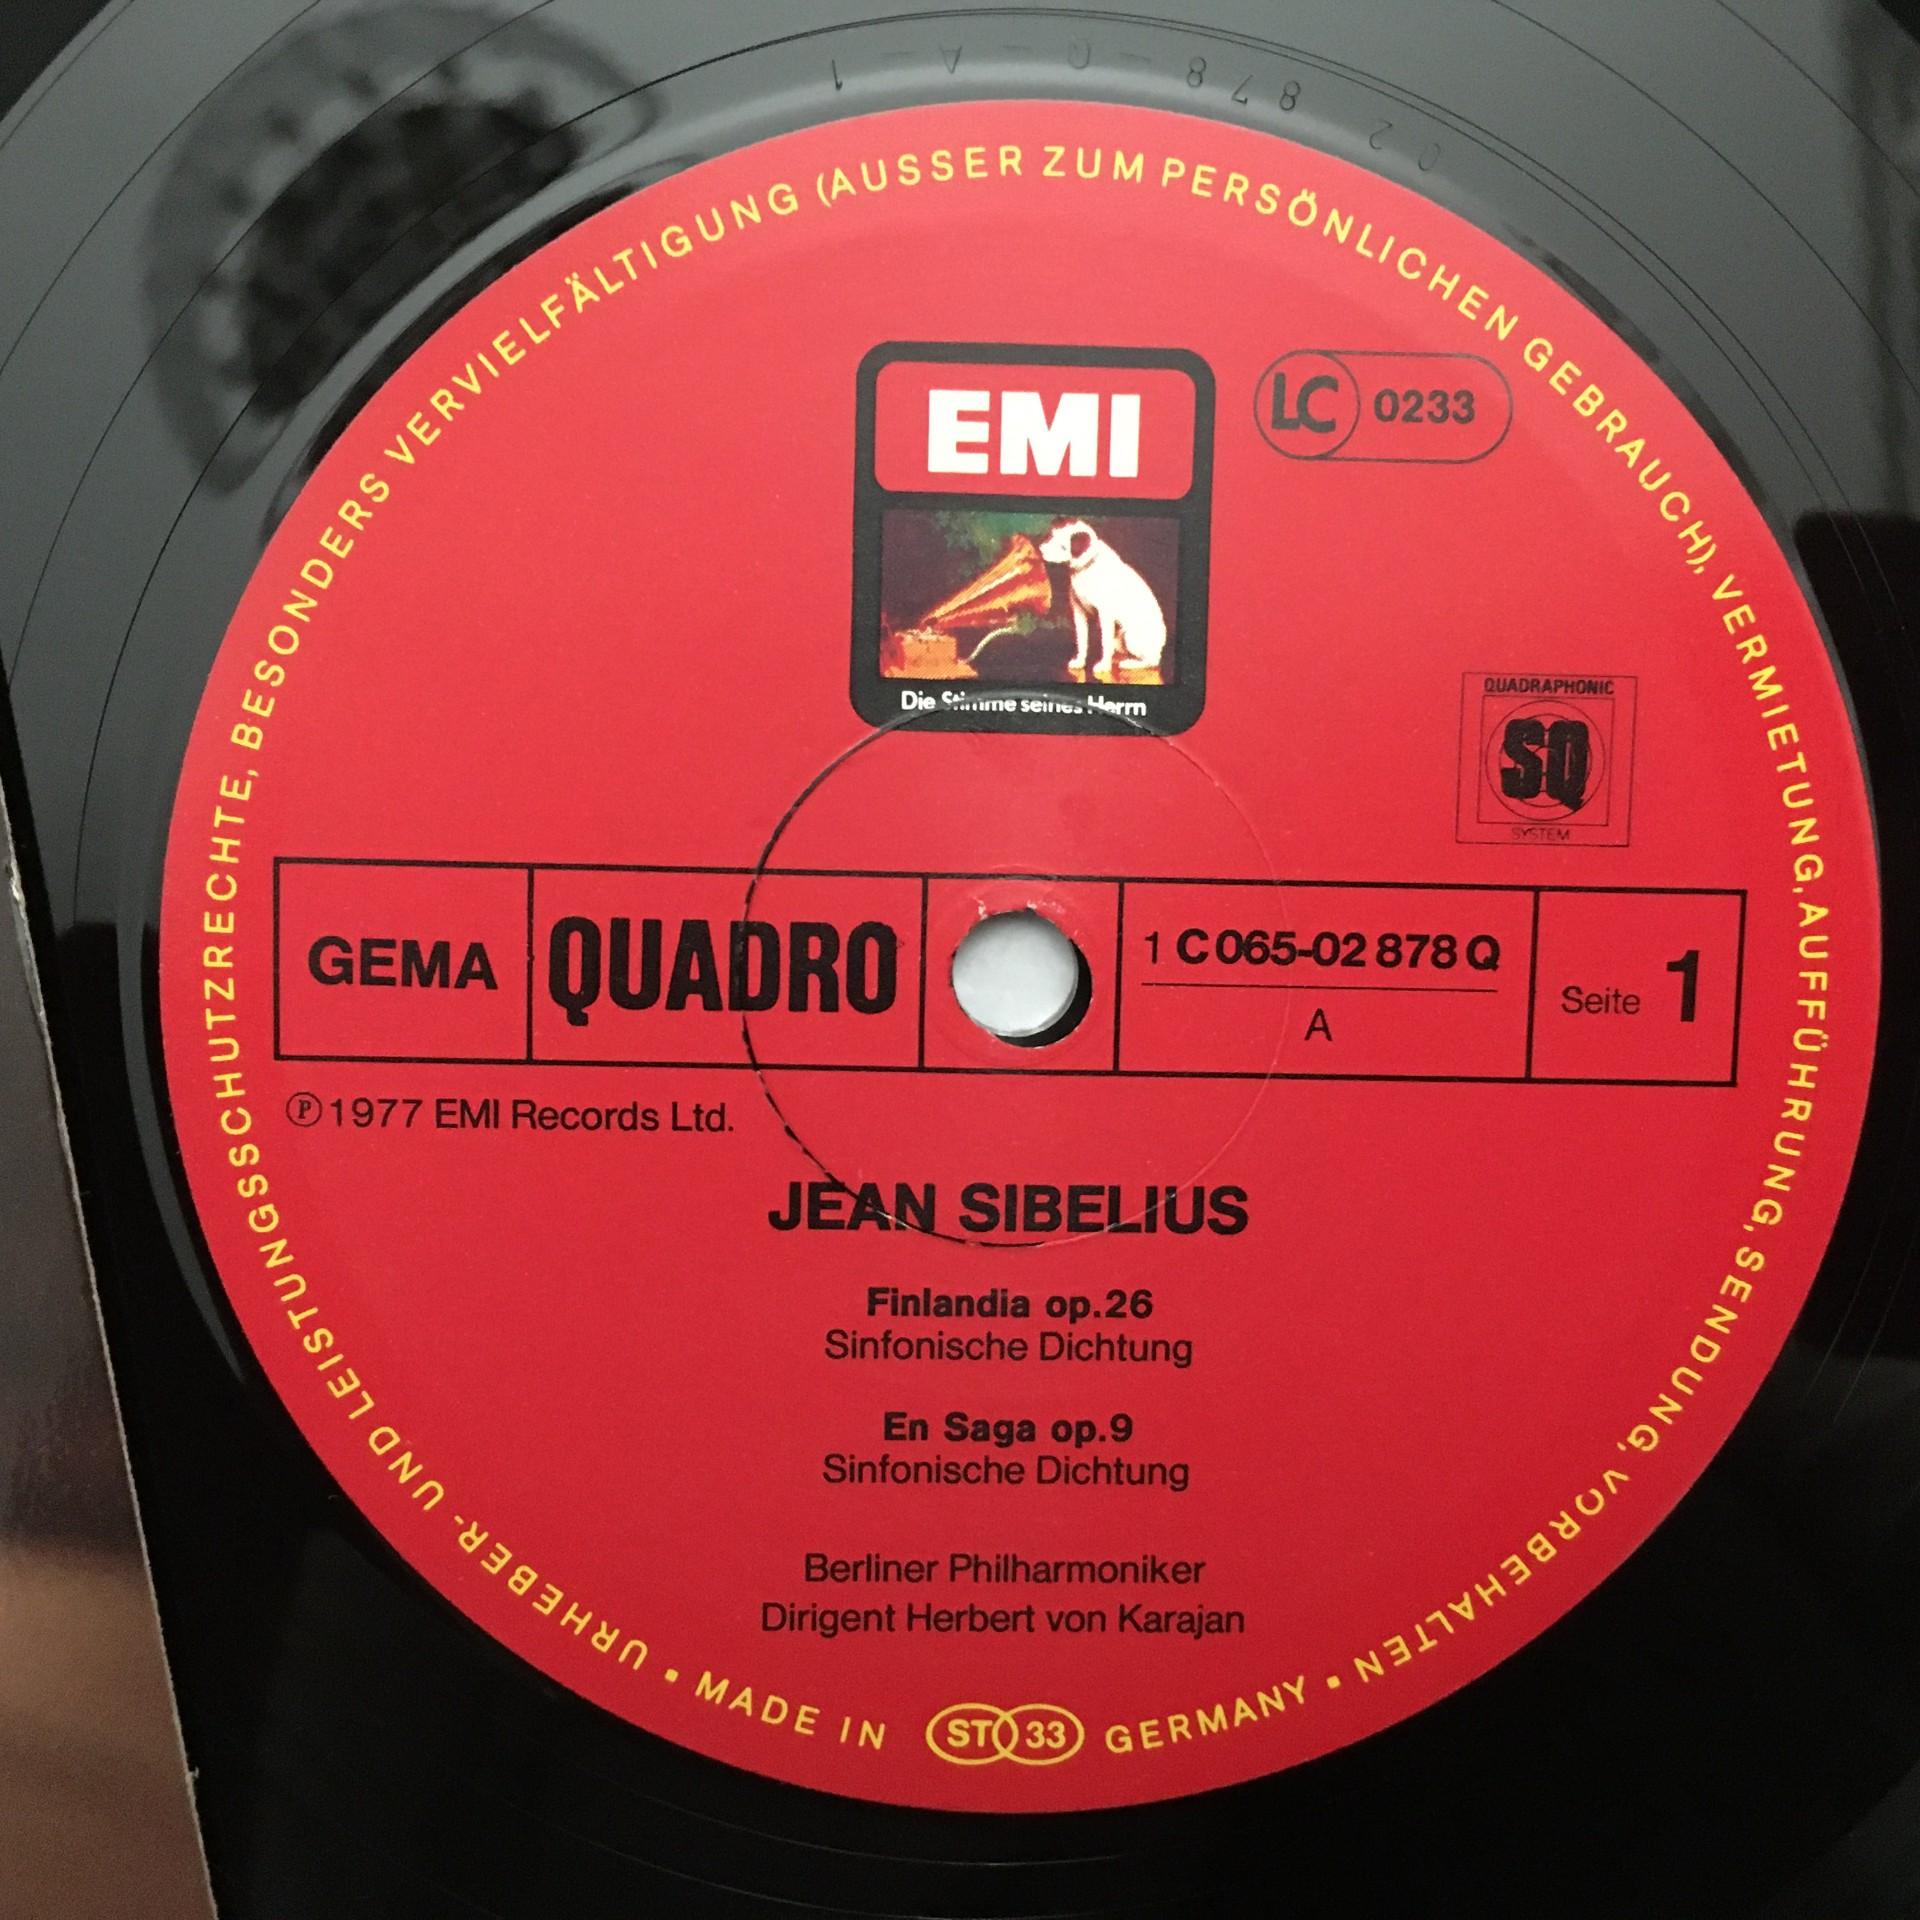 02 878 - Q - A - 1
URHEBER- UND LEISTUNGSSCHUTZRECHTE, BESONDERS VERVIELFÄLTIGUNG (AUSSER ZUM PERSÖNLICHEN GEBRAUCH), VERMIETUNG, AUFFÜHRUNG, SENDUNG, VORBEHALTEN • MADE IN ST 33 GERMANY •
EMI
LC 0233
Die Stimme seines Herrn
QUADRAPHONIC
SQ
SYSTEM
GEMA QUADRO 1 C 065-02 878 Q Seite 1
A
Ⓟ 1977 EMI Records Ltd.
JEAN SIBELIUS
Finlandia op.26
Sinfonische Dichtung
En Saga op.9
Sinfonische Dichtung
Berliner Philharmoniker
Dirigent Herbert von Karajan